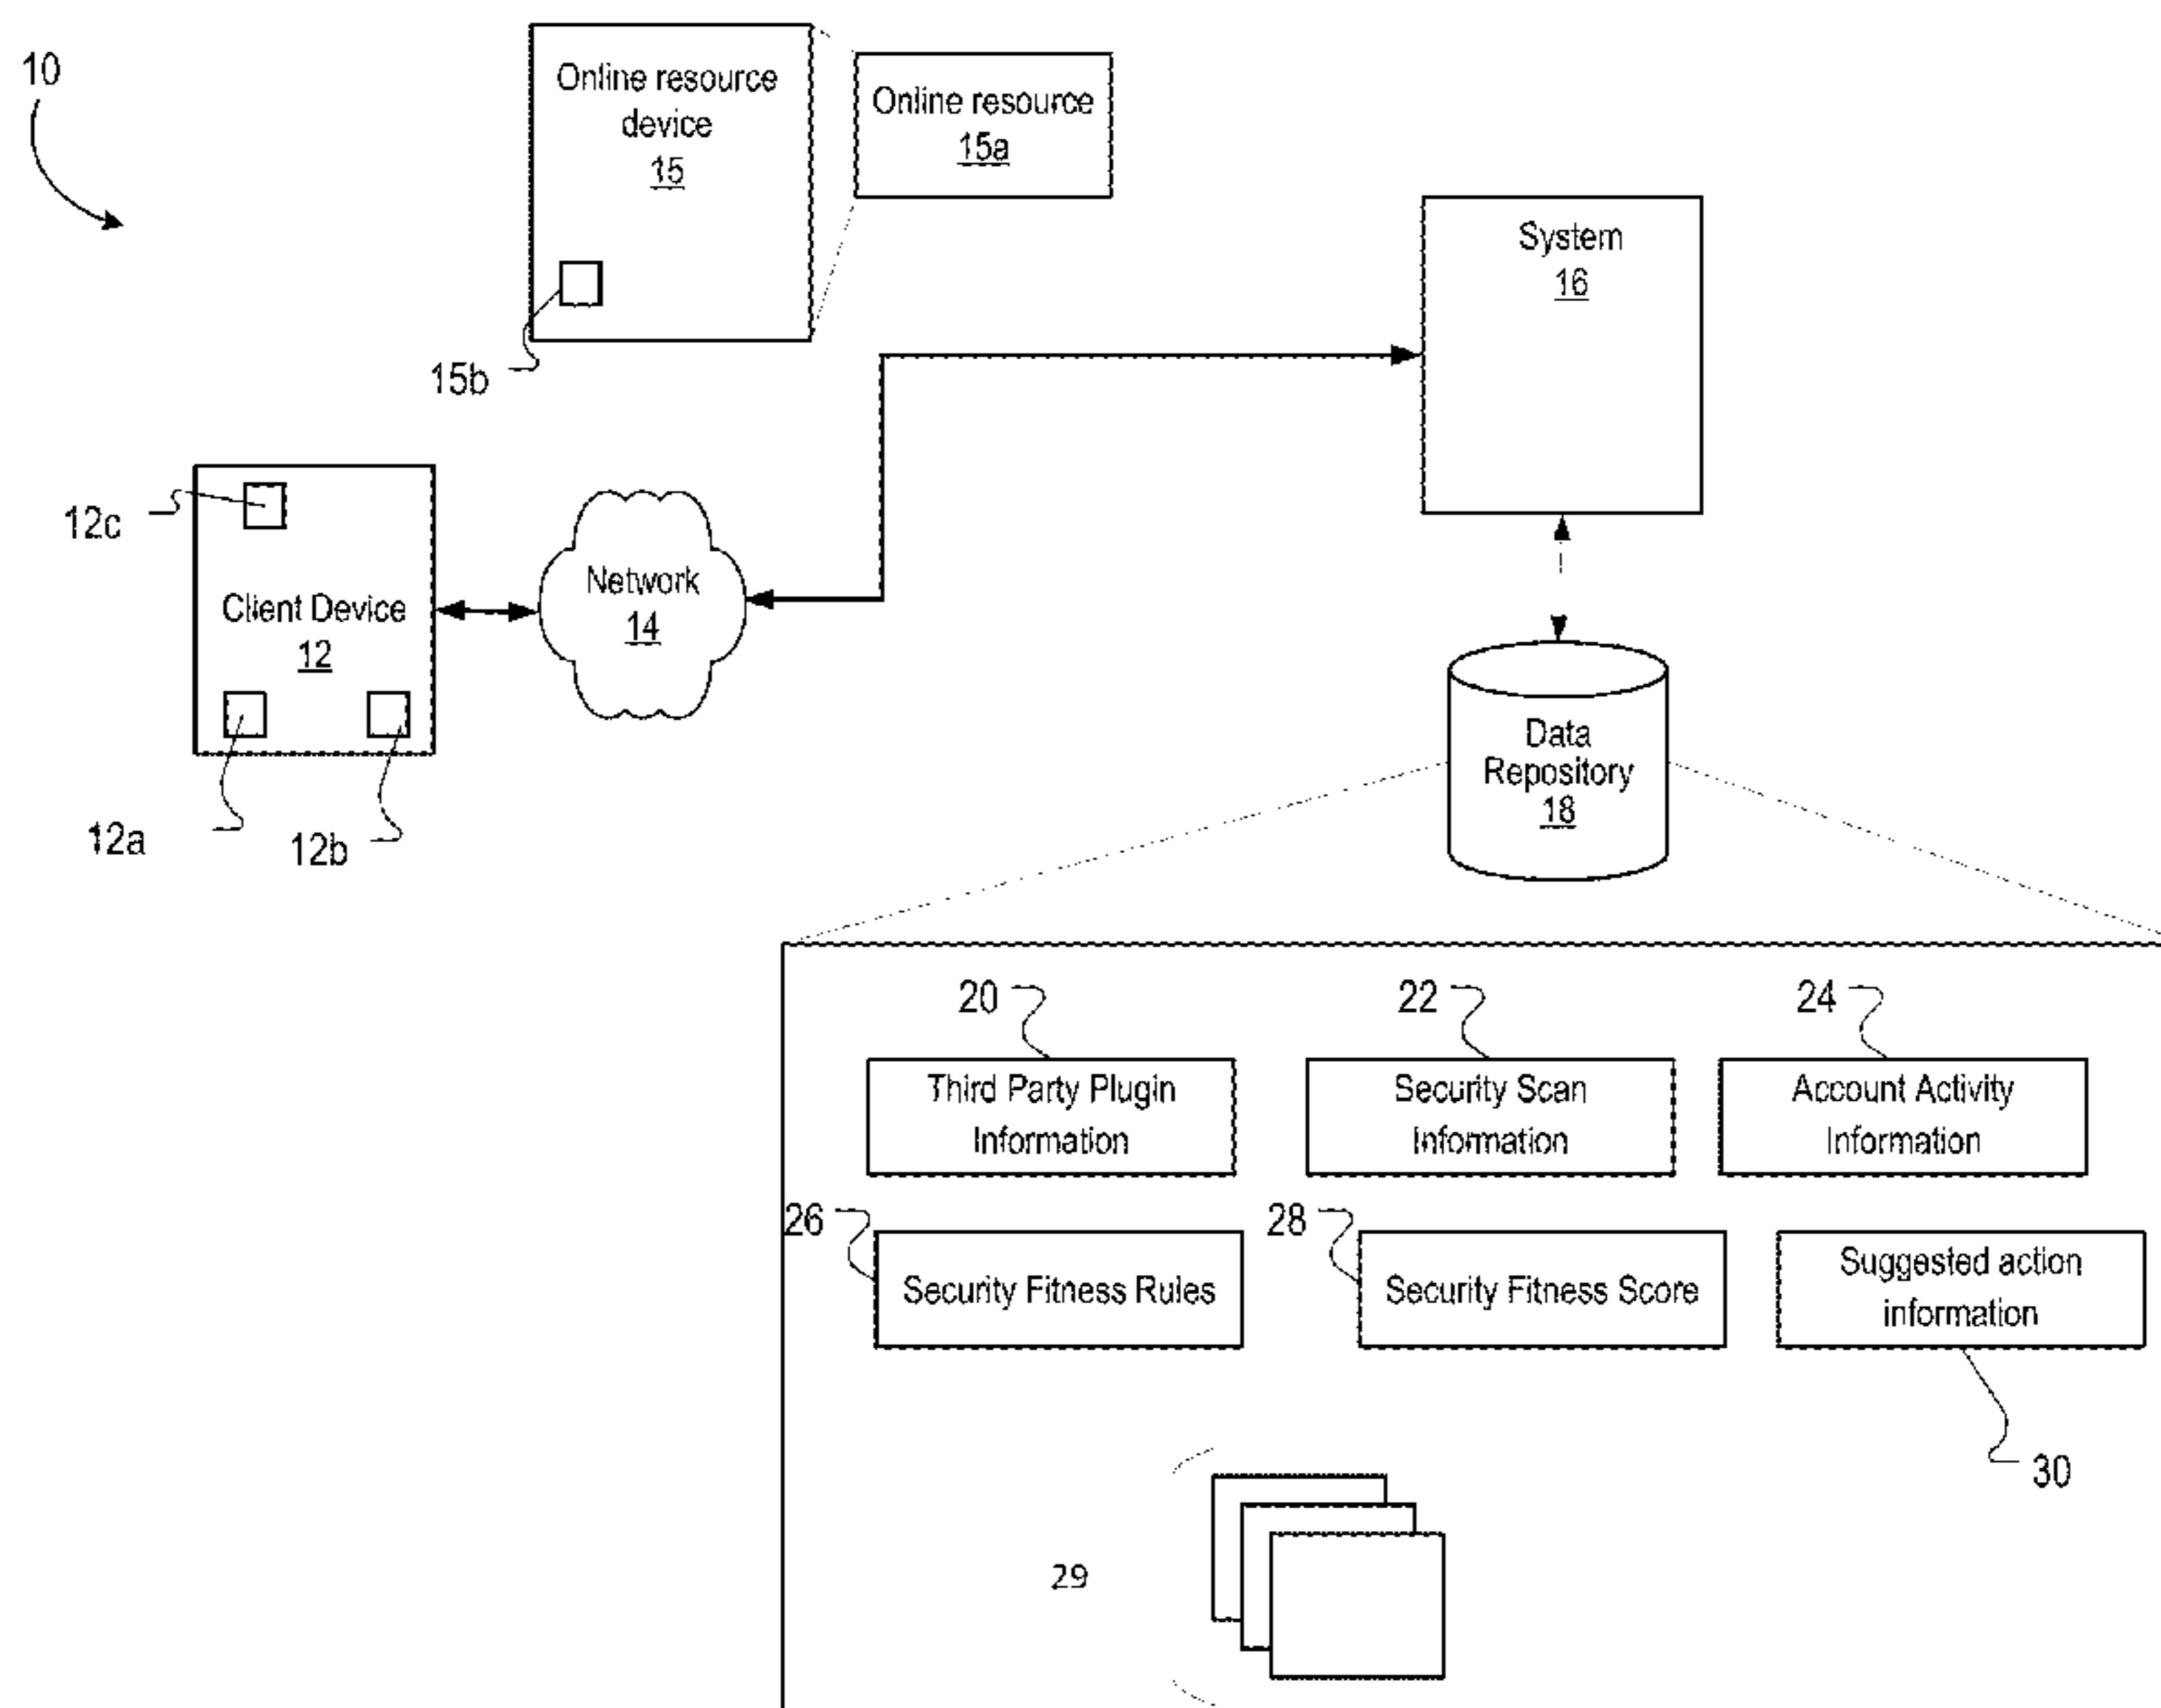 10
Online resource
device
15
Online resource
15a
15b
System
16
12c
Client Device
12
12a
12b
Network
14
Data
Repository
18
20
22
24
Third Party Plugin
Information
Security Scan
Information
Account Activity
Information
26
28
Security Fitness Rules
Security Fitness Score
Suggested action
information
30
29